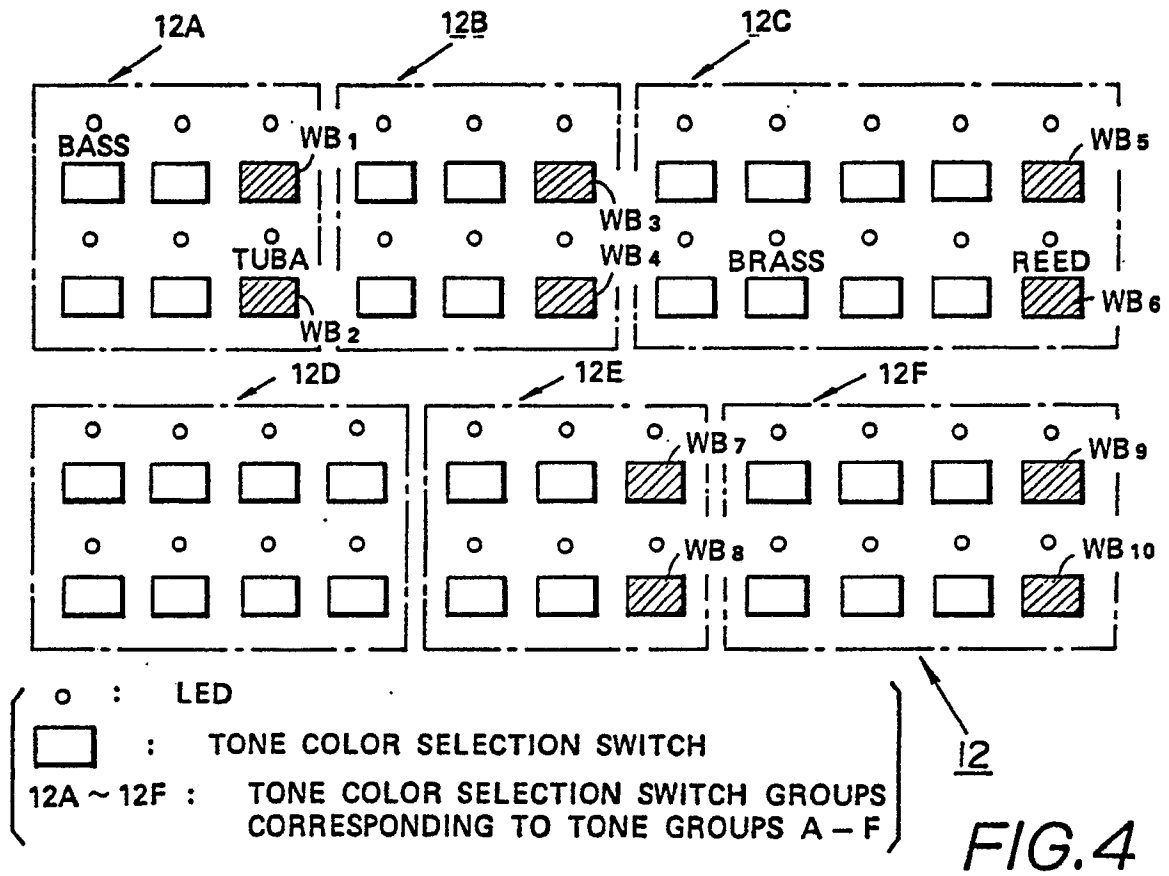 12A 12B 12C
BASS WB1 WB5
WB3
TUBA WB4 BRASS REED
WB2 WB6
12D 12E 12F
WB7 WB9
WB8 WB10
: LED
: TONE COLOR SELECTION SWITCH
12A ~ 12F : TONE COLOR SELECTION SWITCH GROUPS
CORRESPONDING TO TONE GROUPS A – F
12
FIG.4